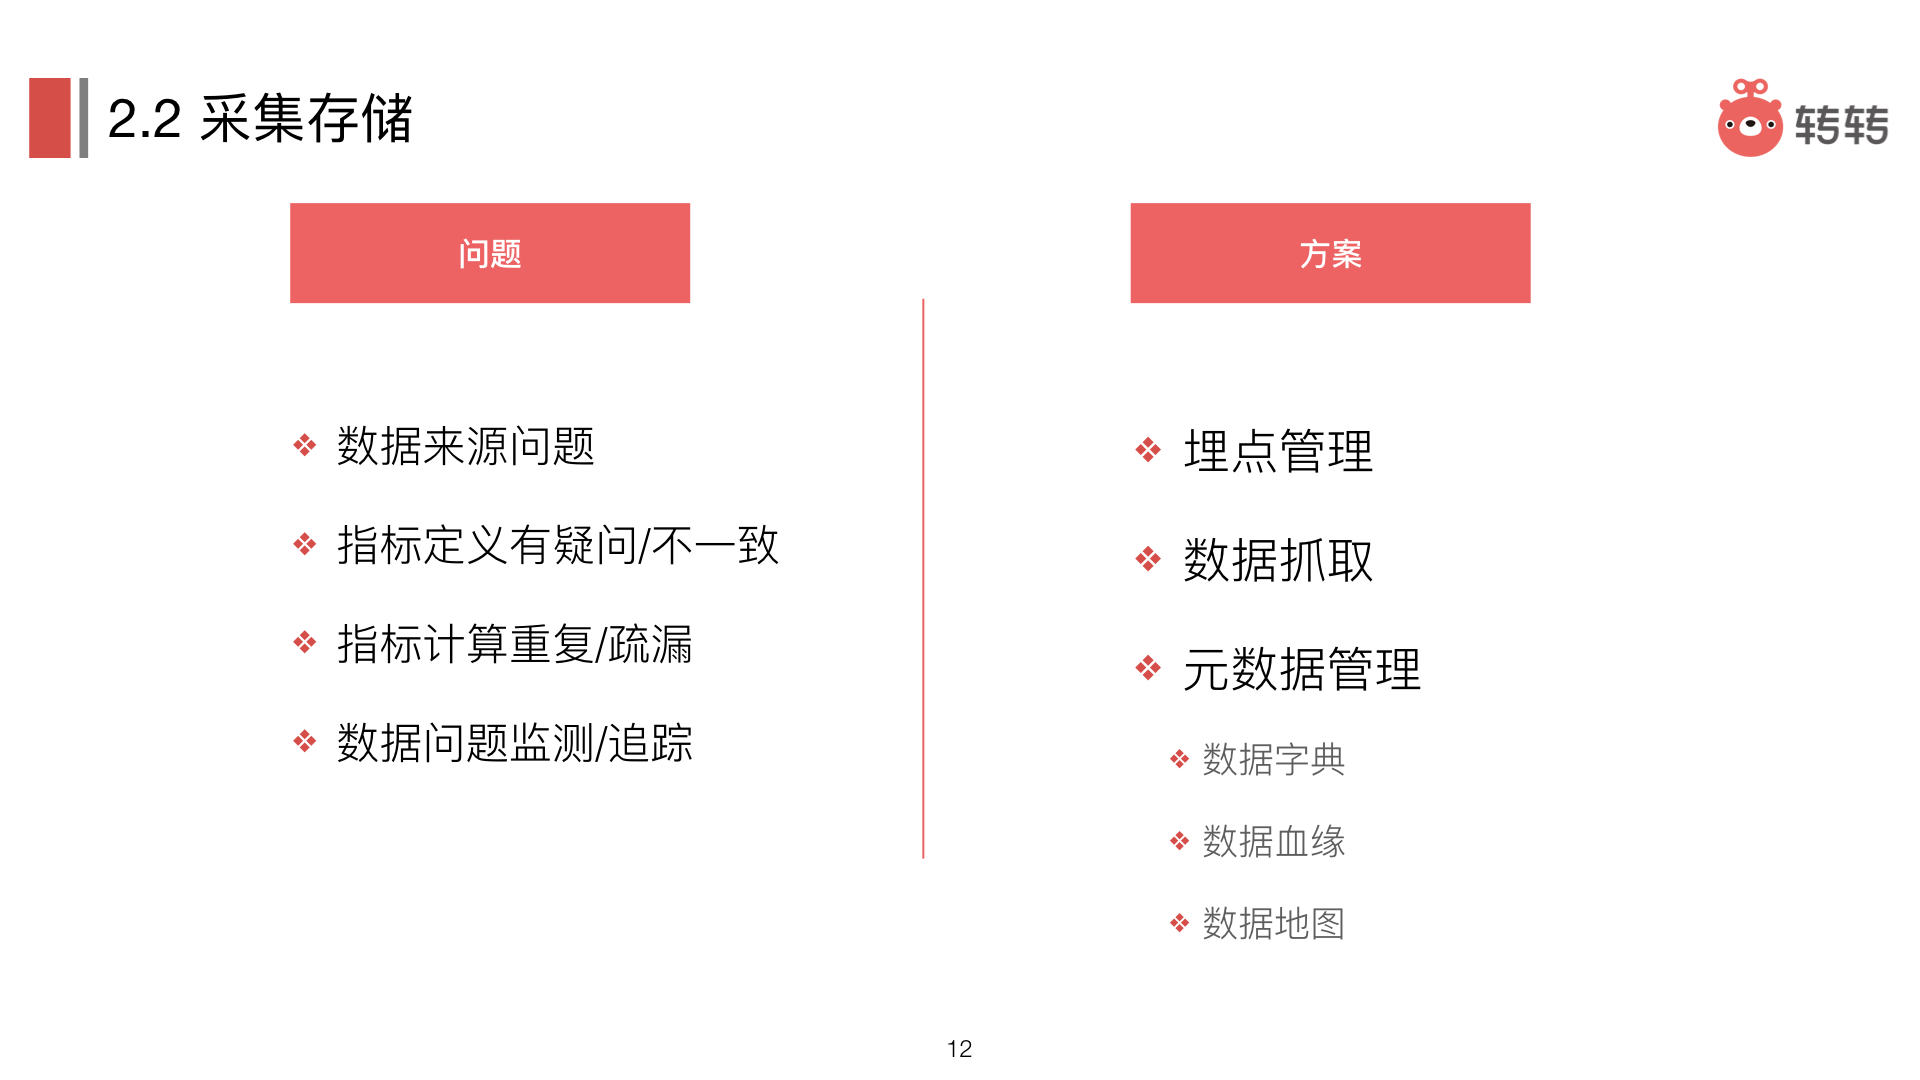 2.2 采集存储
转转
问题
数据来源问题
指标定义有疑问/不一致
指标计算重复/疏漏
数据问题监测/追踪
方案
埋点管理
数据抓取
元数据管理
数据字典
数据血缘
数据地图
12